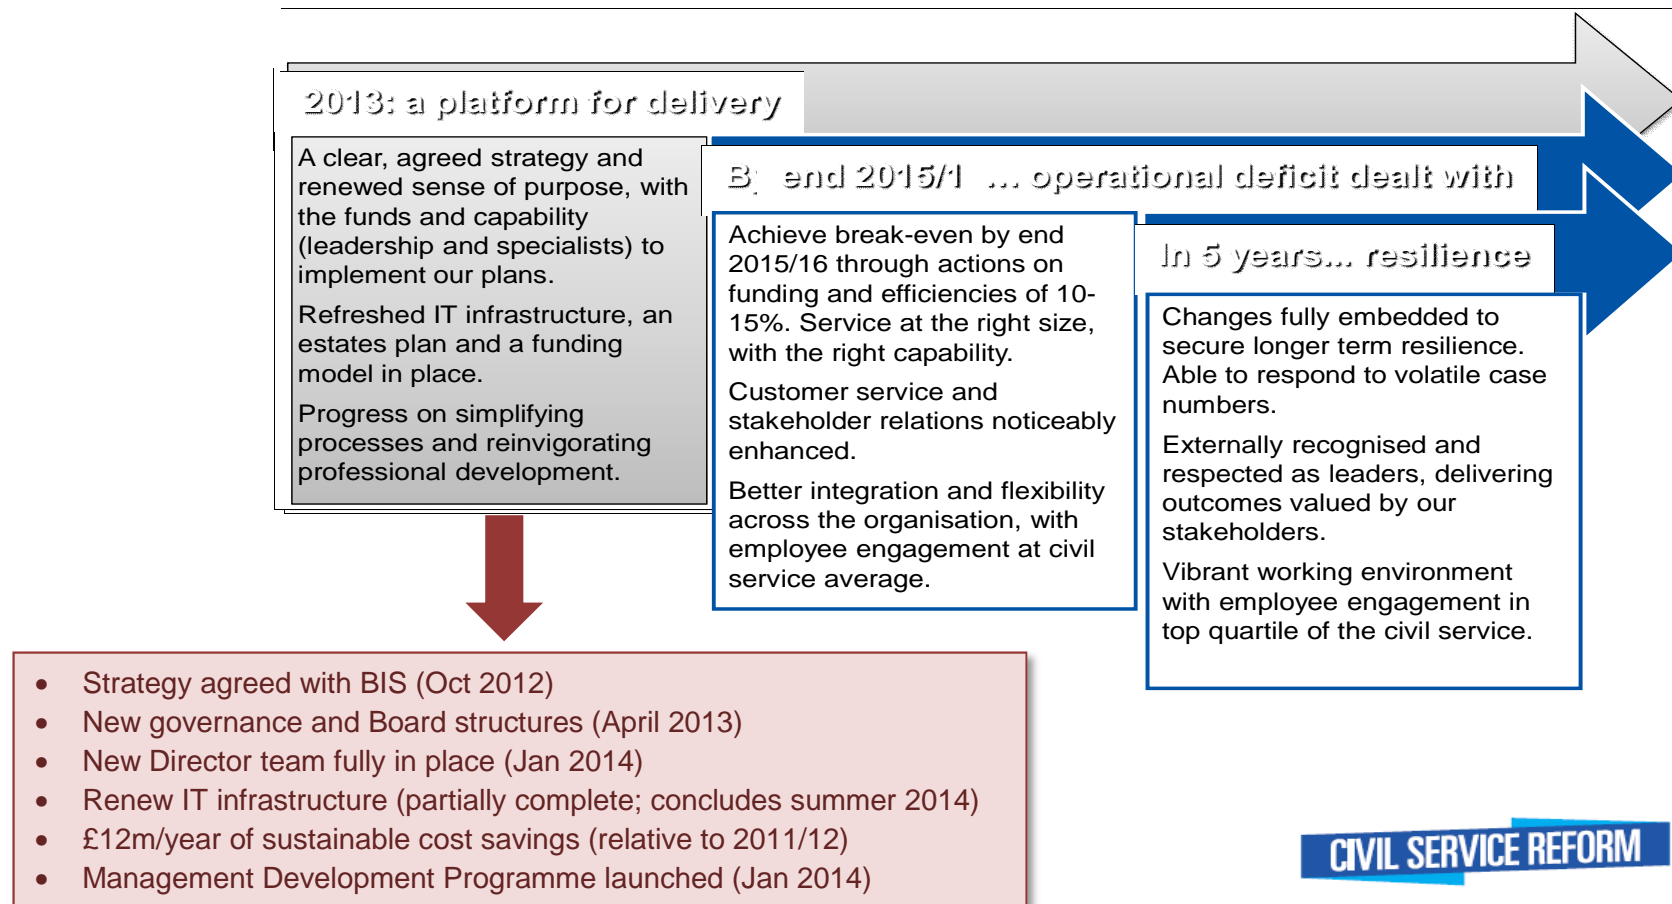 2013: a platform for delivery
A clear, agreed strategy and
renewed sense of purpose, with
the funds and capability
(leadership and specialists) to
implement our plans.
Refreshed IT infrastructure, an
estates plan and a funding
model in place.
Progress on simplifying
processes and reinvigorating
professional development.
By end 2015/1 ... operational deficit dealt with
Achieve break-even by end
2015/16 through actions on
funding and efficiencies of 10-
15%. Service at the right size,
with the right capability.
Customer service and
stakeholder relations noticeably
enhanced.
Better integration and flexibility
across the organisation, with
employee engagement at civil
service average.
In 5 years... resilience
Changes fully embedded to
secure longer term resilience.
Able to respond to volatile case
numbers.
Externally recognised and
respected as leaders, delivering
outcomes valued by our
stakeholders.
Vibrant working environment
with employee engagement in
top quartile of the civil service.
• Strategy agreed with BIS (Oct 2012)
• New governance and Board structures (April 2013)
• New Director team fully in place (Jan 2014)
• Renew IT infrastructure (partially complete; concludes summer 2014)
• £12m/year of sustainable cost savings (relative to 2011/12)
• Management Development Programme launched (Jan 2014)
CIVIL SERVICE REFORM